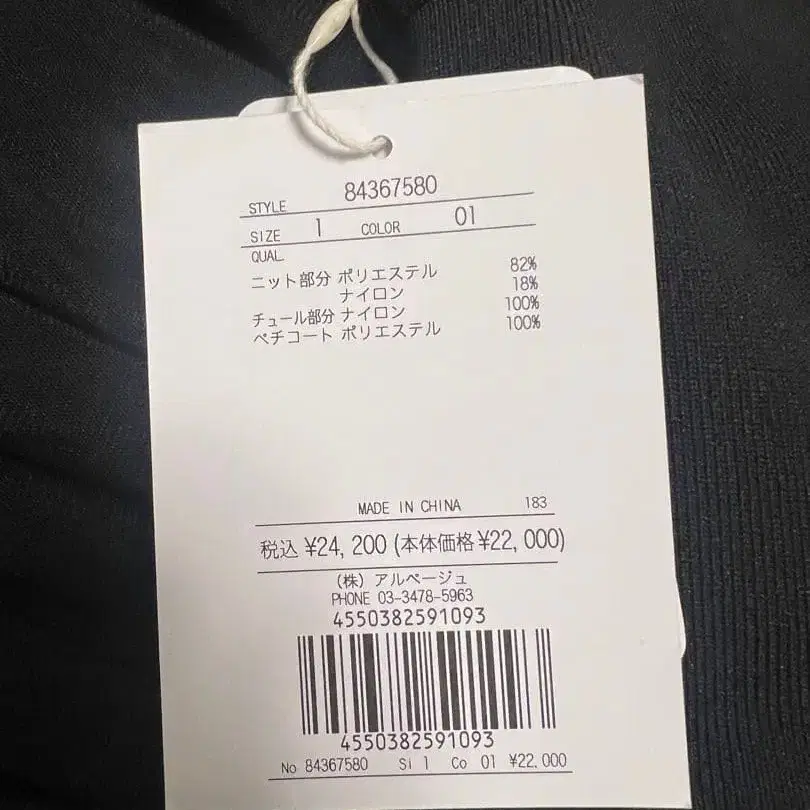 STYLE 84367580
SIZE 1 COLOR 01
QUAL.
ニット部分 ポリエステル 82%
ナイロン 18%
チュール部分 ナイロン 100%
ペチコート ポリエステル 100%
MADE IN CHINA 183
税込 ¥24,200 (本体価格¥22,000)
(株) アルページュ
PHONE 03-3478-5963
4550382591093
4550382591093
No 84367580 Si 1 Co 01 ¥22,000